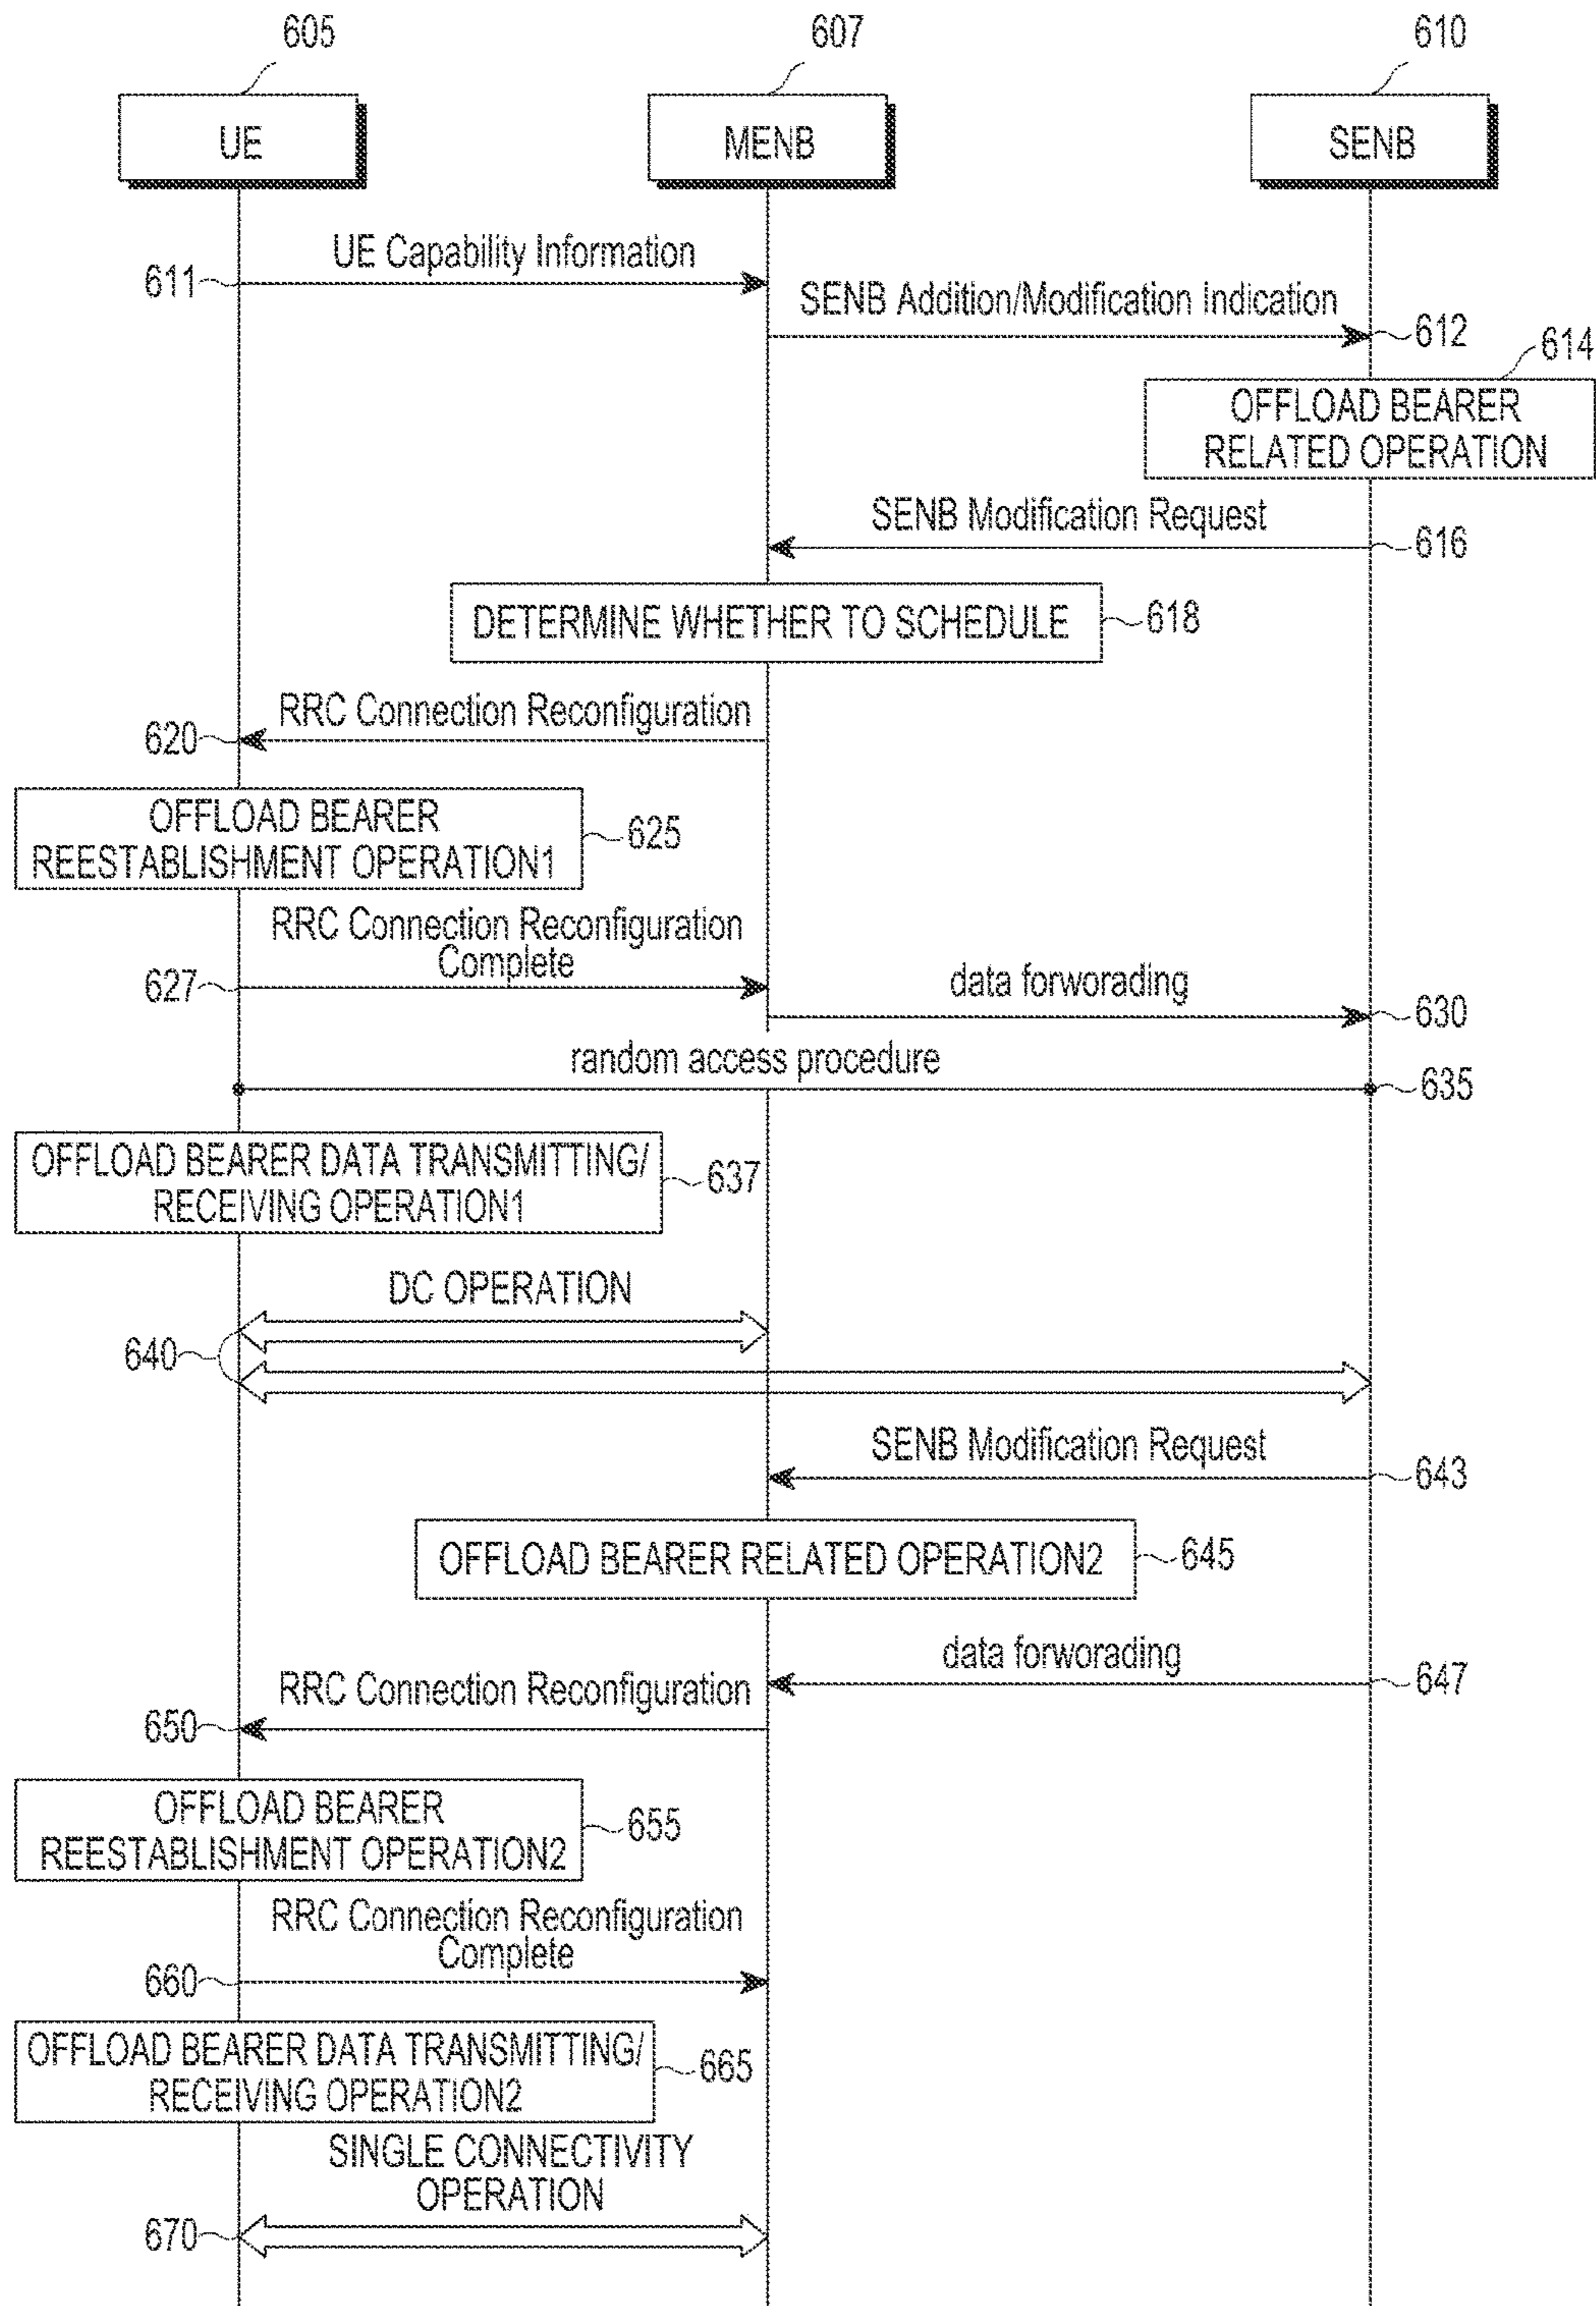 605
607
610
UE
MENB
SENB
UE Capability Information
611
SENB Addition/Modification Indication
612
614
OFFLOAD BEARER
RELATED OPERATION
SENB Modification Request
616
DETERMINE WHETHER TO SCHEDULE
618
RRC Connection Reconfiguration
620
OFFLOAD BEARER
REESTABLISHMENT OPERATION1
625
RRC Connection Reconfiguration
Complete
627
data forworading
630
random access procedure
635
OFFLOAD BEARER DATA TRANSMITTING/
RECEIVING OPERATION1
637
DC OPERATION
640
SENB Modification Request
643
OFFLOAD BEARER RELATED OPERATION2
645
data forworading
647
RRC Connection Reconfiguration
650
OFFLOAD BEARER
REESTABLISHMENT OPERATION2
655
RRC Connection Reconfiguration
Complete
660
OFFLOAD BEARER DATA TRANSMITTING/
RECEIVING OPERATION2
665
SINGLE CONNECTIVITY
OPERATION
670